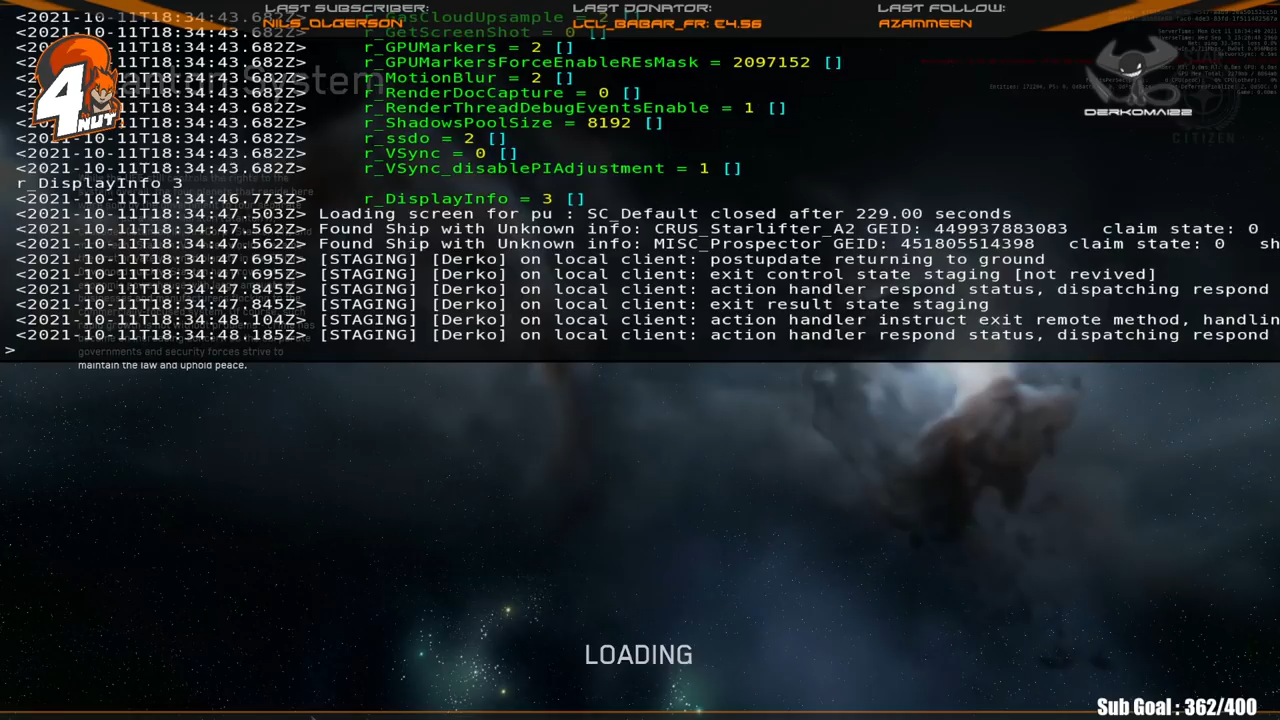 LAST SUBSCRIBER:
NILS_OLGERSON
LAST DONATOR:
LCL_BABAR_FR: £4.56
LAST FOLLOW:
AZAMMEEN
<2021-10-11T18:34:43.682Z> r_GasCloudUpsample = 2 []
<2021-10-11T18:34:43.682Z> r_GetScreenShot = 0 []
<2021-10-11T18:34:43.682Z> r_GPUMarkers = 2 []
<2021-10-11T18:34:43.682Z> r_GPUMarkersForceEnableREsMask = 2097152 []
<2021-10-11T18:34:43.682Z> r_MotionBlur = 2 []
<2021-10-11T18:34:43.682Z> r_RenderDocCapture = 0 []
<2021-10-11T18:34:43.682Z> r_RenderThreadDebugEventsEnable = 1 []
<2021-10-11T18:34:43.682Z> r_ShadowsPoolSize = 8192 []
<2021-10-11T18:34:43.682Z> r_ssdo = 2 []
<2021-10-11T18:34:43.682Z> r_VSync = 0 []
<2021-10-11T18:34:43.682Z> r_VSync_disablePIAdjustment = 1 []
r_DisplayInfo 3
<2021-10-11T18:34:46.773Z> r_DisplayInfo = 3 []
<2021-10-11T18:34:47.503Z> Loading screen for pu : SC_Default closed after 229.00 seconds
<2021-10-11T18:34:47.562Z> Found Ship with Unknown info: CRUS_Starlifter_A2 GEID: 449937883083 claim state: 0
<2021-10-11T18:34:47.562Z> Found Ship with Unknown info: MISC_Prospector GEID: 451805514398 claim state: 0 sh
<2021-10-11T18:34:47.695Z> [STAGING] [Derko] on local client: postupdate returning to ground
<2021-10-11T18:34:47.695Z> [STAGING] [Derko] on local client: exit control state staging [not revived]
<2021-10-11T18:34:47.845Z> [STAGING] [Derko] on local client: action handler respond status, dispatching respond
<2021-10-11T18:34:47.845Z> [STAGING] [Derko] on local client: exit result state staging
<2021-10-11T18:34:48.104Z> [STAGING] [Derko] on local client: action handler instruct exit remote method, handlin
<2021-10-11T18:34:48.185Z> [STAGING] [Derko] on local client: action handler respond status, dispatching respond
>
System
4
NUT
DERKOMAIZZ
CITIZEN
governments and security forces strive to
maintain the law and uphold peace.
LOADING
Sub Goal : 362/400